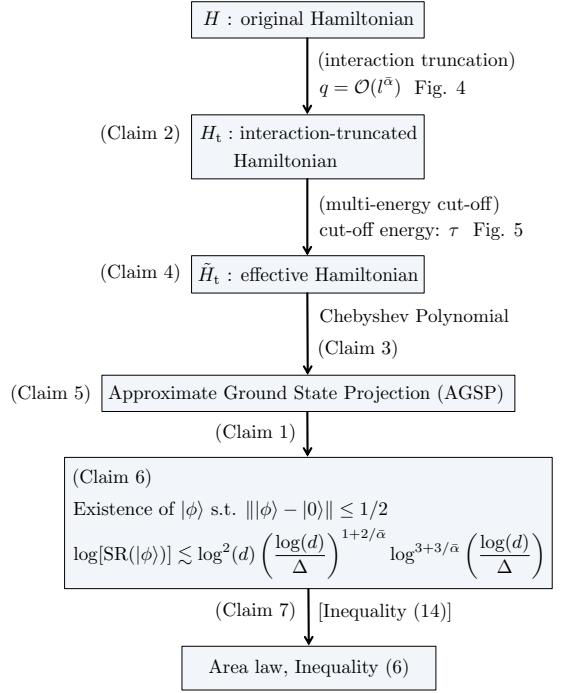 H : original Hamiltonian
(interaction truncation)
q = 𝒪(l^ᾱ) Fig. 4
(Claim 2)
H_t : interaction-truncated
Hamiltonian
(multi-energy cut-off)
cut-off energy: τ Fig. 5
(Claim 4)
H̃_t : effective Hamiltonian
Chebyshev Polynomial
(Claim 3)
(Claim 5)
Approximate Ground State Projection (AGSP)
(Claim 1)
(Claim 6)
Existence of |ϕ⟩ s.t. ‖|ϕ⟩ − |0⟩‖ ≤ 1/2
log[SR(|ϕ⟩)] ≲ log²(d) (log(d)/Δ)^{1+2/ᾱ} log^{3+3/ᾱ} (log(d)/Δ)
(Claim 7)
[Inequality (14)]
Area law, Inequality (6)